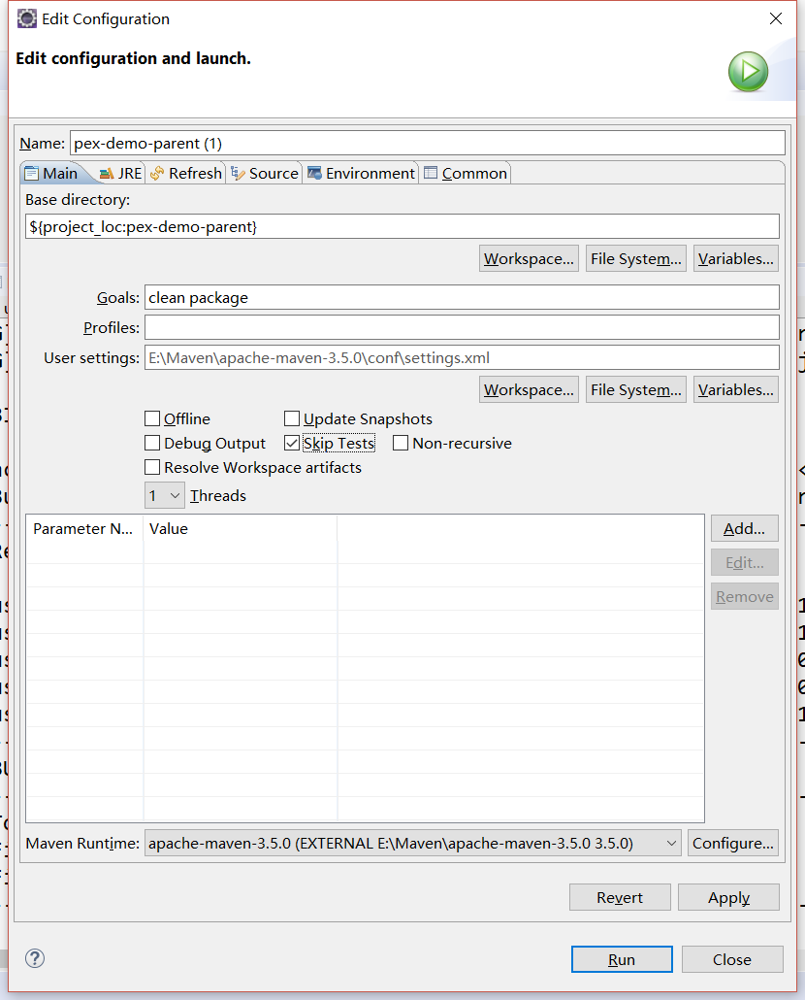 Edit Configuration
Edit configuration and launch.
Name: pex-demo-parent (1)
Main JRE Refresh Source Environment Common
Base directory:
${project_loc:pex-demo-parent}
Workspace... File System... Variables...
Goals: clean package
Profiles:
User settings: E:\Maven\apache-maven-3.5.0\conf\settings.xml
Workspace... File System... Variables...
Offline Update Snapshots
Debug Output Skip Tests Non-recursive
Resolve Workspace artifacts
1 Threads
Parameter N... Value
Add...
Edit...
Remove
Maven Runtime: apache-maven-3.5.0 (EXTERNAL E:\Maven\apache-maven-3.5.0 3.5.0) Configure...
Revert Apply
? Run Close